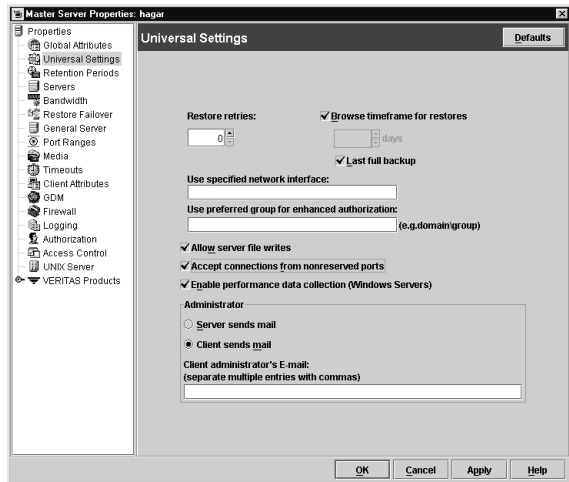 Master Server Properties: hagar
Properties
Global Attributes
Universal Settings
Retention Periods
Servers
Bandwidth
Restore Failover
General Server
Port Ranges
Media
Timeouts
Client Attributes
GDM
Firewall
Logging
Authorization
Access Control
UNIX Server
VERITAS Products
Universal Settings
Defaults
Restore retries:
Browse timeframe for restores
0
days
Last full backup
Use specified network interface:
Use preferred group for enhanced authorization:
(e.g.domain\group)
Allow server file writes
Accept connections from nonreserved ports
Enable performance data collection (Windows Servers)
Administrator
Server sends mail
Client sends mail
Client administrator's E-mail:
(separate multiple entries with commas)
OK Cancel Apply Help